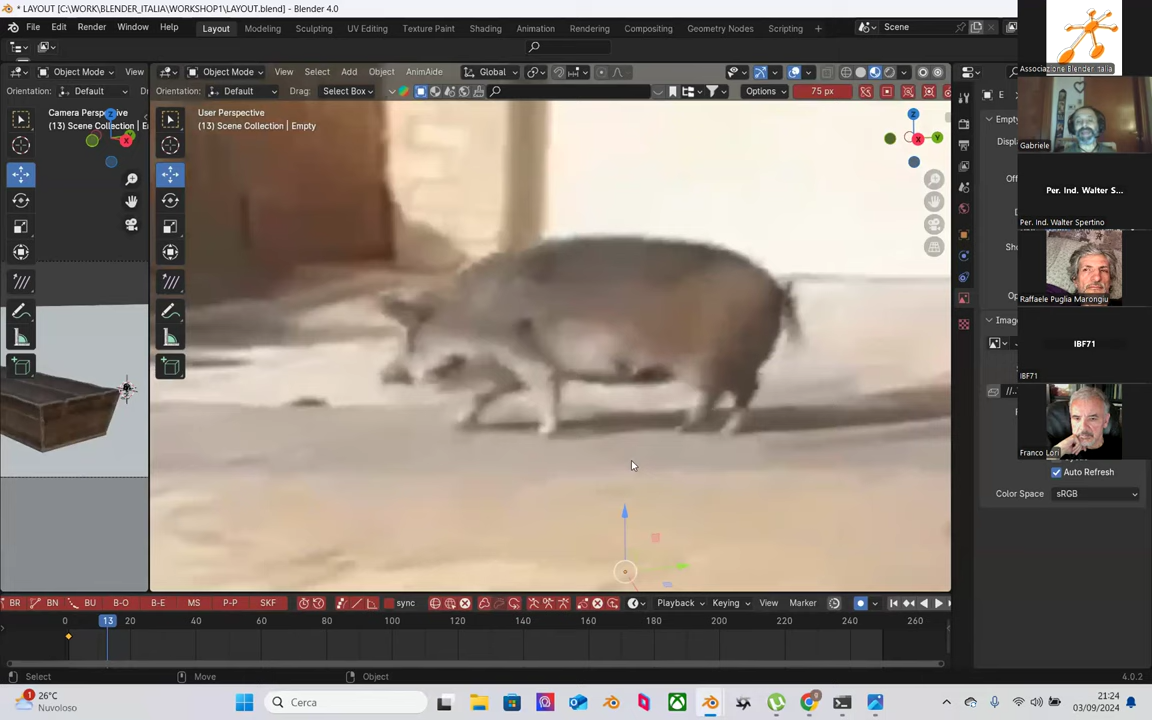 * LAYOUT [C:\WORK\BLENDER_ITALIA\WORKSHOP1\LAYOUT.blend] - Blender 4.0
File Edit Render Window Help Layout Modeling Sculpting UV Editing Texture Paint Shading Animation Rendering Compositing Geometry Nodes Scripting + Scene
Object Mode View Object Mode View Select Add Object AnimAide Global
Orientation: Default Orientation: Default Drag: Select Box Options 75 px
Camera Perspective
(13) Scene Collection | E
User Perspective
(13) Scene Collection | Empty
Z
Y
X
Z
X
Y
E
Empty
Displ
Off
Sho
Op
Imag
Auto Refresh
Color Space sRGB
Associazione Blender Italia
Gabriele
Per. Ind. Walter S...
Per. Ind. Walter Spertino
Raffaele Puglia Marongiu
IBF71
IBF71
Franco Lori
BR BN BU B-O B-E MS P-P SKF sync Playback Keying View Marker
0 13 20 40 60 80 100 120 140 160 180 200 220 240 260
Select Move Object 4.0.2
1
26°C
Nuvoloso
Cerca
21:24
03/09/2024